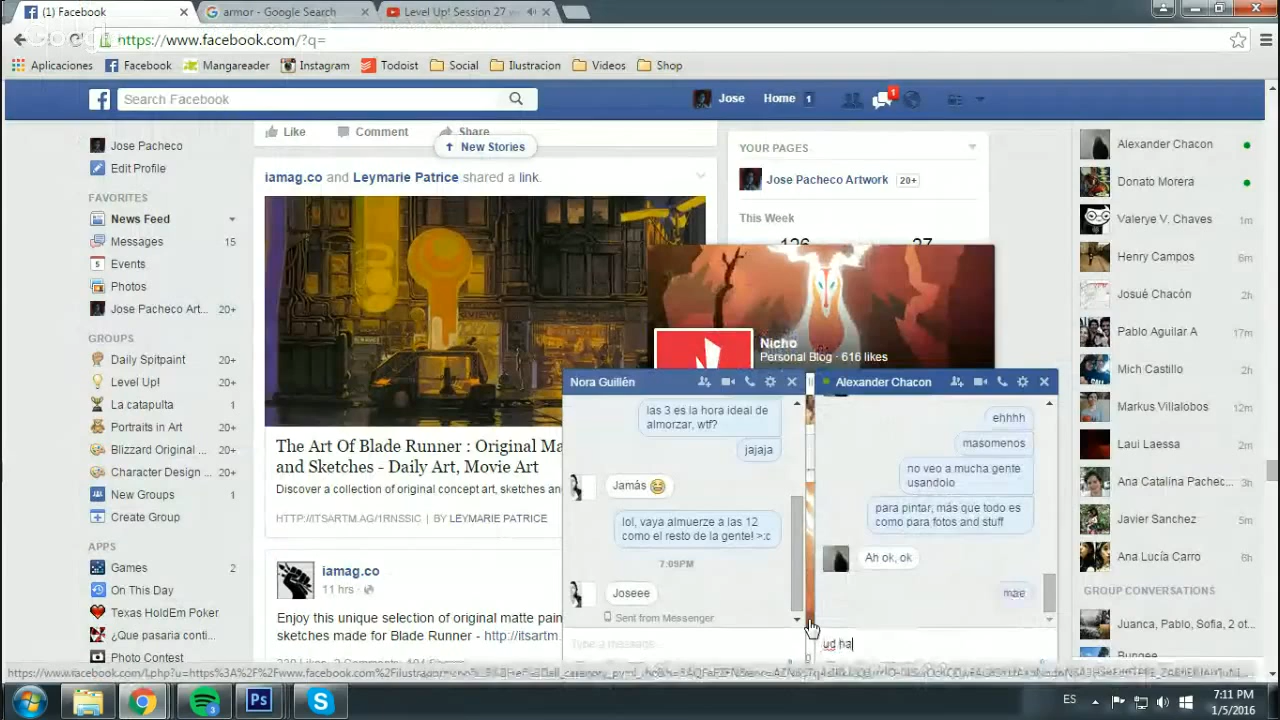 (1) Facebook
armor - Google Search
Level Up! Session 27
https://www.facebook.com/?q=
Aplicaciones
Facebook
Mangareader
Instagram
Todoist
Social
Ilustracion
Videos
Shop
Search Facebook
Jose
Home 1
1
Jose Pacheco
Edit Profile
FAVORITES
News Feed
Messages 15
Events
Photos
Jose Pacheco Art... 20+
GROUPS
Daily Spitpaint 20+
Level Up! 20+
La catapulta 1
Portraits in Art 20+
Blizzard Original ... 20+
Character Design ... 20+
New Groups 1
Create Group
APPS
Games 2
On This Day
Texas HoldEm Poker
¿Que pasaria conti...
Photo Contest
Like
Comment
Share
New Stories
iamag.co and Leymarie Patrice shared a link.
The Art Of Blade Runner : Original Ma
and Sketches - Daily Art, Movie Art
Discover a collection of original concept art, sketches an
HTTP://ITSARTM.AG/1RNSSIC | BY LEYMARIE PATRICE
iamag.co
11 hrs
Enjoy this unique selection of original matte pain
sketches made for Blade Runner - http://itsartm.
YOUR PAGES
Jose Pacheco Artwork 20+
This Week
126 27
Nicho
Personal Blog · 616 likes
Nora Guillén
las 3 es la hora ideal de
almorzar, wtf?
jajaja
Jamás
lol, vaya almuerze a las 12
como el resto de la gente! >:c
7:09PM
Joseee
Sent from Messenger
Type a message...
Alexander Chacon
ehhhh
masomenos
no veo a mucha gente
usandolo
para pintar, más que todo es
como para fotos and stuff
Ah ok, ok
mae
ud ha
Alexander Chacon
Donato Morera
Valerye V. Chaves 1m
Henry Campos 6m
Josué Chacón 2h
Pablo Aguilar A 17m
Mich Castillo 2h
Markus Villalobos 12m
Laui Laessa 2m
Ana Catalina Pachec... 1h
Javier Sanchez 5m
Ana Lucía Carro 6h
GROUP CONVERSATIONS
Juanca, Pablo, Sofía, 2 ot...
Bungee
ES
7:11 PM
1/5/2016